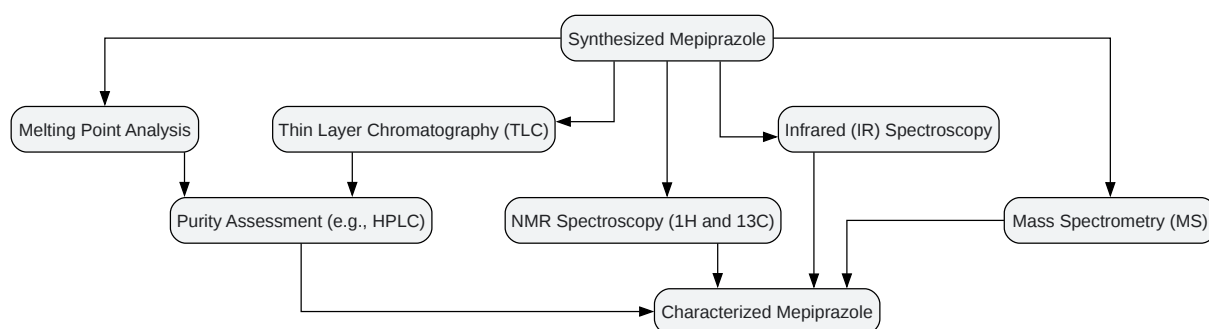 Synthesized Mepiprazole
Melting Point Analysis
Thin Layer Chromatography (TLC)
Infrared (IR) Spectroscopy
Purity Assessment (e.g., HPLC)
NMR Spectroscopy (1H and 13C)
Mass Spectrometry (MS)
Characterized Mepiprazole